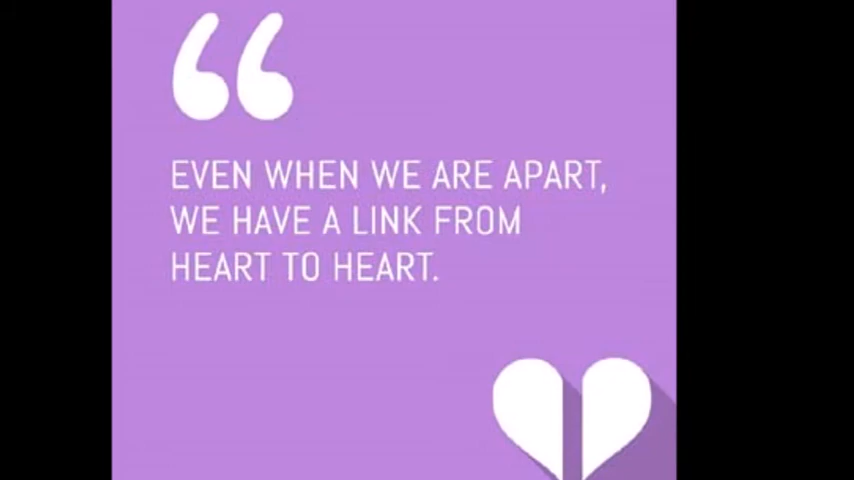 EVEN WHEN WE ARE APART,
WE HAVE A LINK FROM
HEART TO HEART.